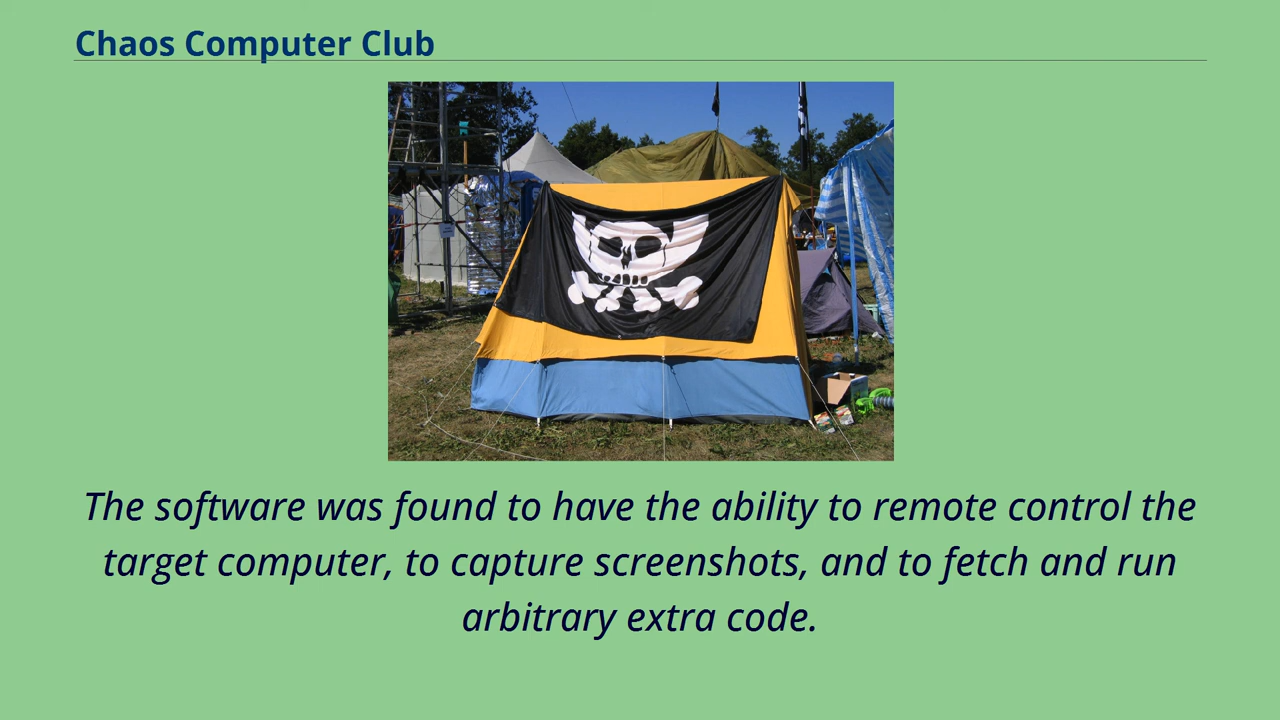 Chaos Computer Club
The software was found to have the ability to remote control the
target computer, to capture screenshots, and to fetch and run
arbitrary extra code.